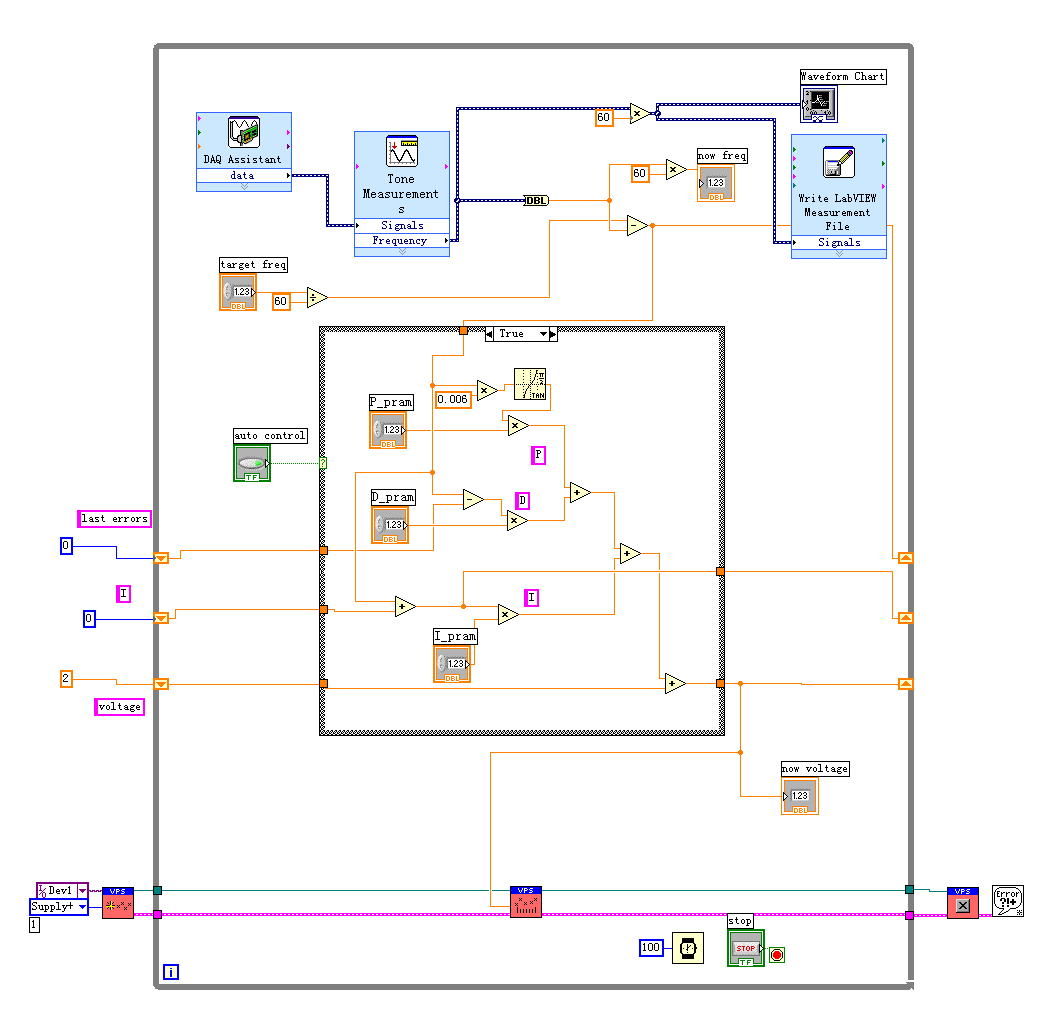 Waveform Chart
60
DAQ Assistant
data
Tone
Measurement
s
Signals
Frequency
now freq
60
1.23
DBL
DBL
Write LabVIEW
Measurement
File
Signals
target freq
1.23
DBL
60
True
0.006
TAN
P_pram
1.23
DBL
auto control
TF
?
P
D_pram
1.23
DBL
D
last errors
0
I
0
I
I_pram
1.23
DBL
2
voltage
now voltage
1.23
DBL
Dev1
Supply+
1
VPS
VPS
VPS
Error
?!+
stop
STOP
TF
100
i